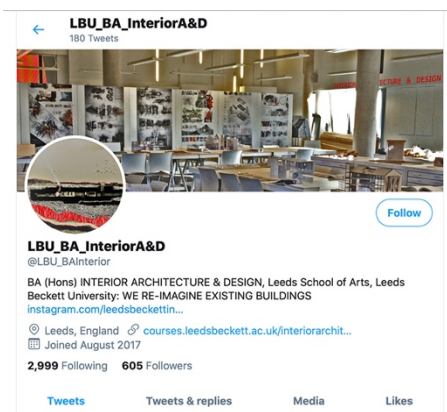 LBU_BA_InteriorA&D
180 Tweets
TECTURE & DESIGN
Follow
LBU_BA_InteriorA&D
@LBU_BAInterior
BA (Hons) INTERIOR ARCHITECTURE & DESIGN, Leeds School of Arts, Leeds
Beckett University: WE RE-IMAGINE EXISTING BUILDINGS
instagram.com/leedsbeckettin...
Leeds, England courses.leedsbeckett.ac.uk/interiorarchit...
Joined August 2017
2,999 Following 605 Followers
Tweets Tweets & replies Media Likes